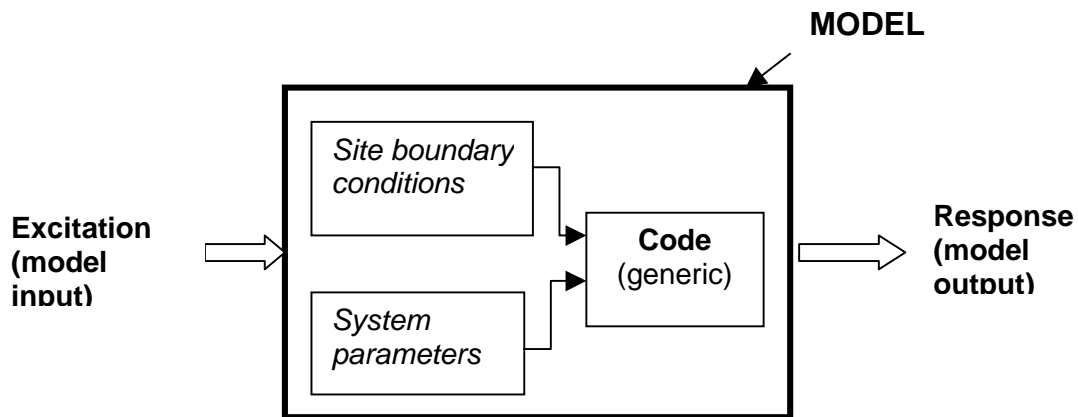 MODEL
Site boundary
conditions
Excitation
(model
input)
Code
(generic)
Response
(model
output)
System
parameters